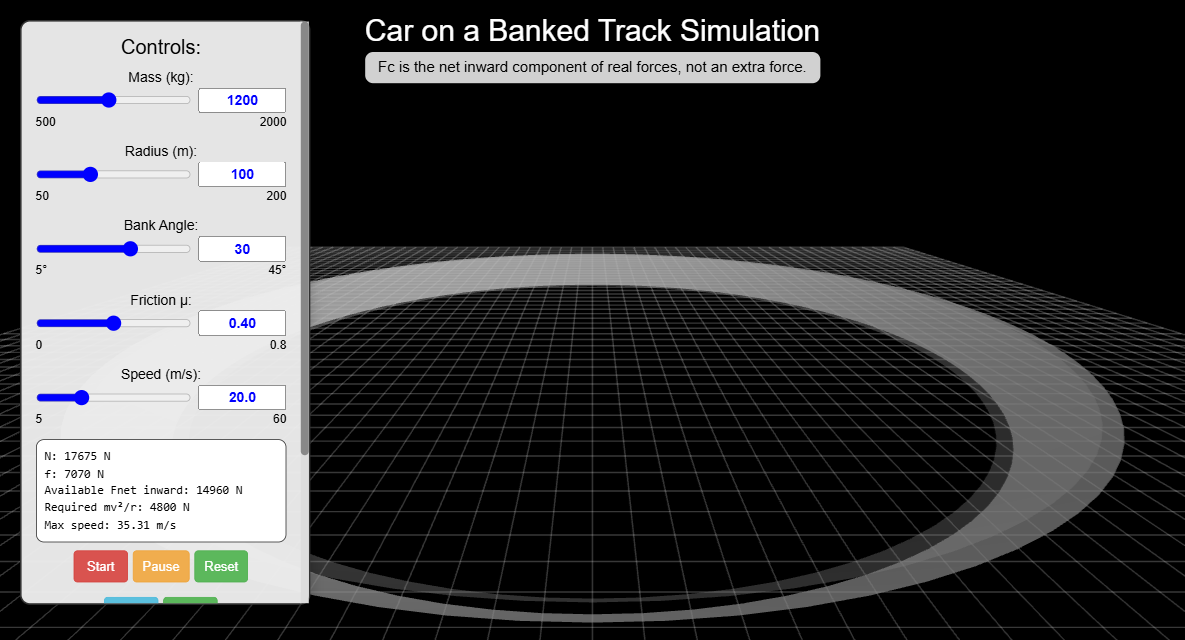 Car on a Banked Track Simulation
Fc is the net inward component of real forces, not an extra force.
Controls:
Mass (kg):
1200
500 2000
Radius (m):
100
50 200
Bank Angle:
30
5° 45°
Friction μ:
0.40
0 0.8
Speed (m/s):
20.0
5 60
N: 17675 N
f: 7070 N
Available Fnet inward: 14960 N
Required mv²/r: 4800 N
Max speed: 35.31 m/s
Start Pause Reset